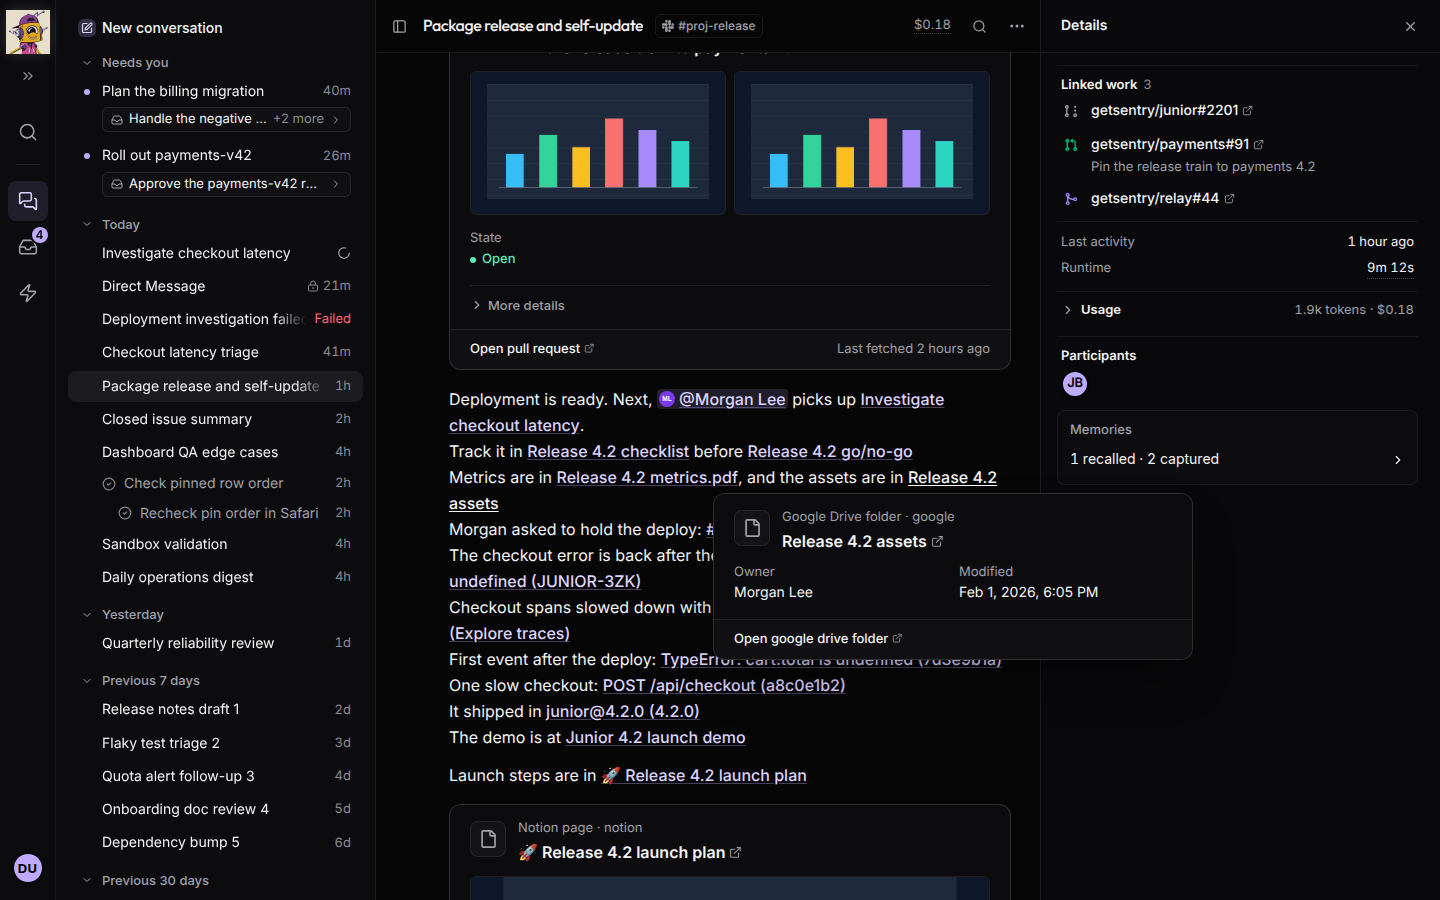 New conversation
Needs you
Plan the billing migration 40m
Handle the negative ... +2 more
Roll out payments-v42 26m
Approve the payments-v42 r...
Today
Investigate checkout latency
Direct Message 21m
Deployment investigation failed Failed
Checkout latency triage 41m
Package release and self-update 1h
Closed issue summary 2h
Dashboard QA edge cases 4h
Check pinned row order 2h
Recheck pin order in Safari 2h
Sandbox validation 4h
Daily operations digest 4h
Yesterday
Quarterly reliability review 1d
Previous 7 days
Release notes draft 1 2d
Flaky test triage 2 3d
Quota alert follow-up 3 4d
Onboarding doc review 4 5d
Dependency bump 5 6d
Previous 30 days
4
DU
Package release and self-update #proj-release $0.18
State
Open
More details
Open pull request Last fetched 2 hours ago
Deployment is ready. Next, ML @Morgan Lee picks up Investigate
checkout latency.
Track it in Release 4.2 checklist before Release 4.2 go/no-go
Metrics are in Release 4.2 metrics.pdf, and the assets are in Release 4.2
assets
Morgan asked to hold the deploy: #
The checkout error is back after the
undefined (JUNIOR-3ZK)
Checkout spans slowed down with
(Explore traces)
First event after the deploy: TypeError: cart.total is undefined (7d3e9b1a)
One slow checkout: POST /api/checkout (a8c0e1b2)
It shipped in junior@4.2.0 (4.2.0)
The demo is at Junior 4.2 launch demo
Launch steps are in 🚀 Release 4.2 launch plan
Notion page · notion
🚀 Release 4.2 launch plan
Google Drive folder · google
Release 4.2 assets
Owner Modified
Morgan Lee Feb 1, 2026, 6:05 PM
Open google drive folder
Details
Linked work 3
getsentry/junior#2201
getsentry/payments#91
Pin the release train to payments 4.2
getsentry/relay#44
Last activity 1 hour ago
Runtime 9m 12s
Usage 1.9k tokens · $0.18
Participants
JB
Memories
1 recalled · 2 captured